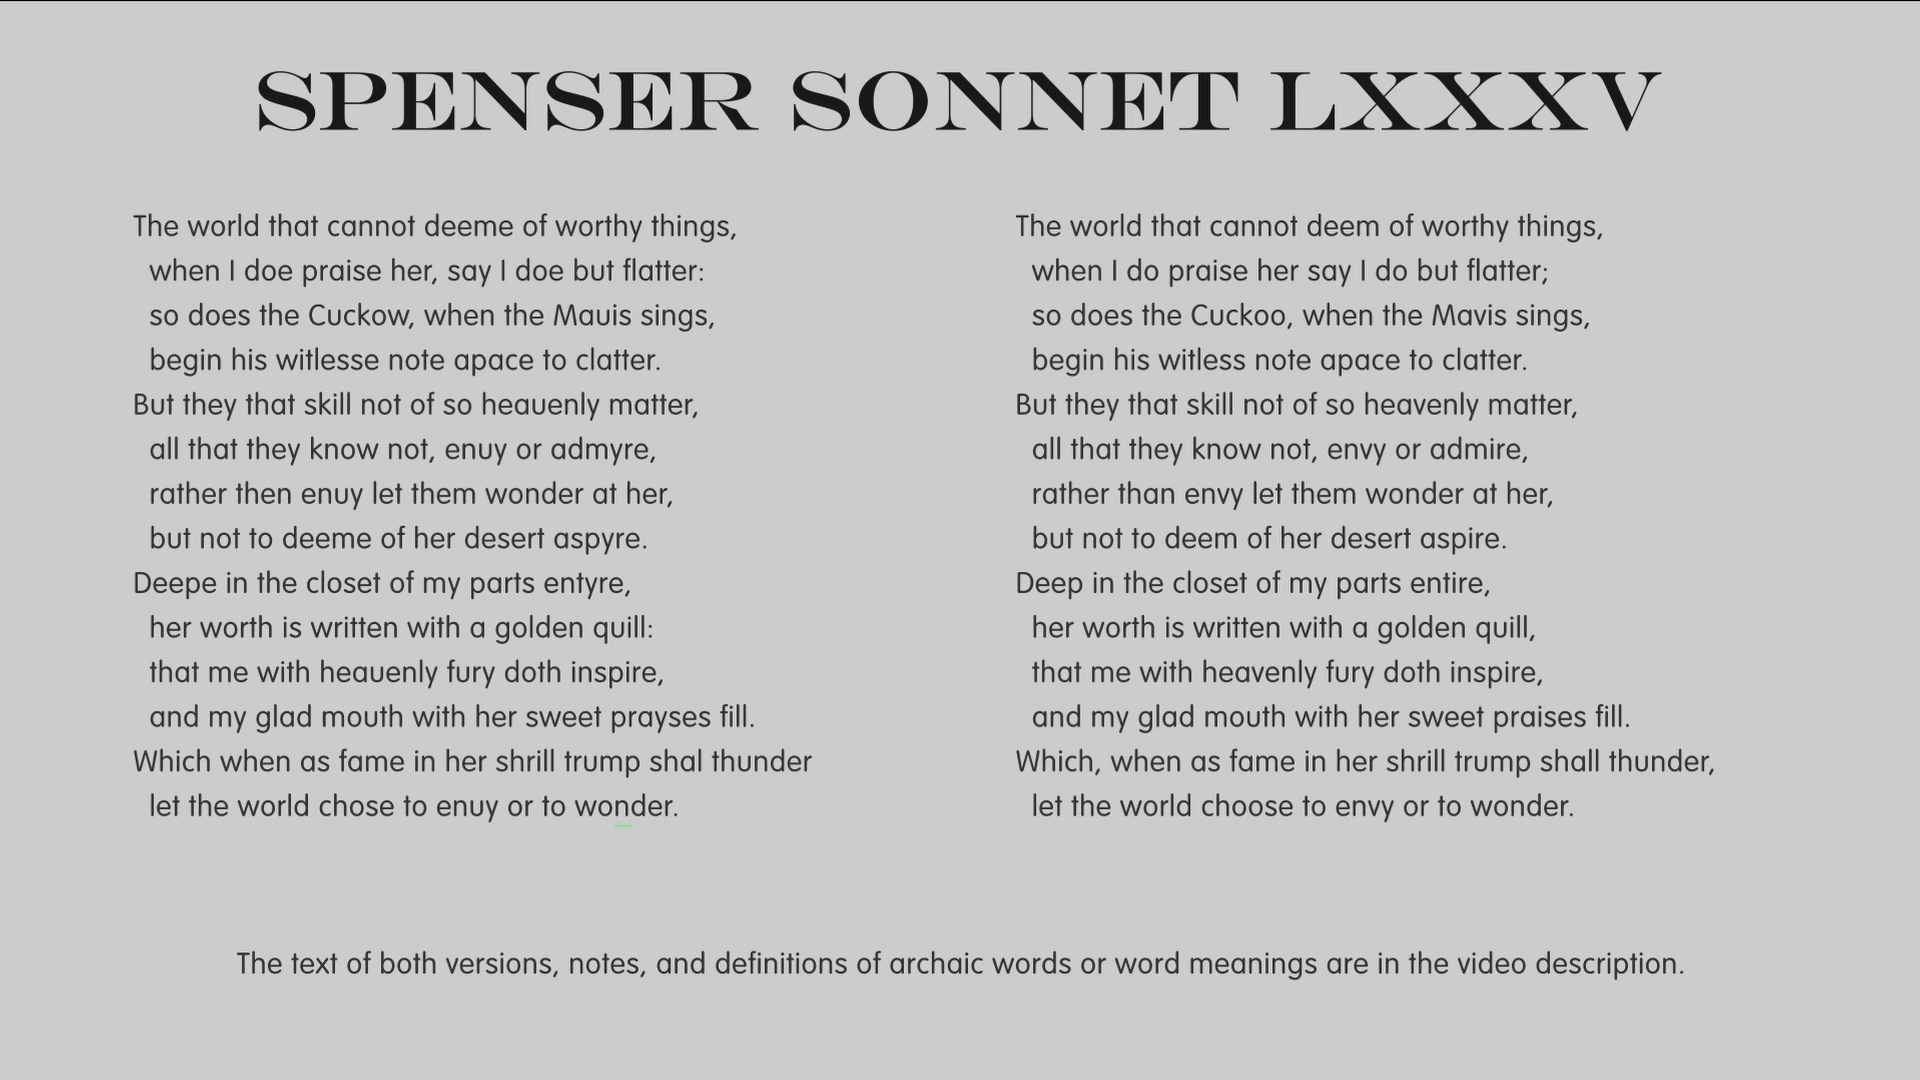 SPENSER SONNET LXXXV
The world that cannot deeme of worthy things,
when I doe praise her, say I doe but flatter:
so does the Cuckow, when the Mauis sings,
begin his witlesse note apace to clatter.
But they that skill not of so heauenly matter,
all that they know not, enuy or admyre,
rather then enuy let them wonder at her,
but not to deeme of her desert aspyre.
Deepe in the closet of my parts entyre,
her worth is written with a golden quill:
that me with heauenly fury doth inspire,
and my glad mouth with her sweet prayses fill.
Which when as fame in her shrill trump shal thunder
let the world chose to enuy or to wonder.
The world that cannot deem of worthy things,
when I do praise her say I do but flatter;
so does the Cuckoo, when the Mavis sings,
begin his witless note apace to clatter.
But they that skill not of so heavenly matter,
all that they know not, envy or admire,
rather than envy let them wonder at her,
but not to deem of her desert aspire.
Deep in the closet of my parts entire,
her worth is written with a golden quill,
that me with heavenly fury doth inspire,
and my glad mouth with her sweet praises fill.
Which, when as fame in her shrill trump shall thunder,
let the world choose to envy or to wonder.
The text of both versions, notes, and definitions of archaic words or word meanings are in the video description.